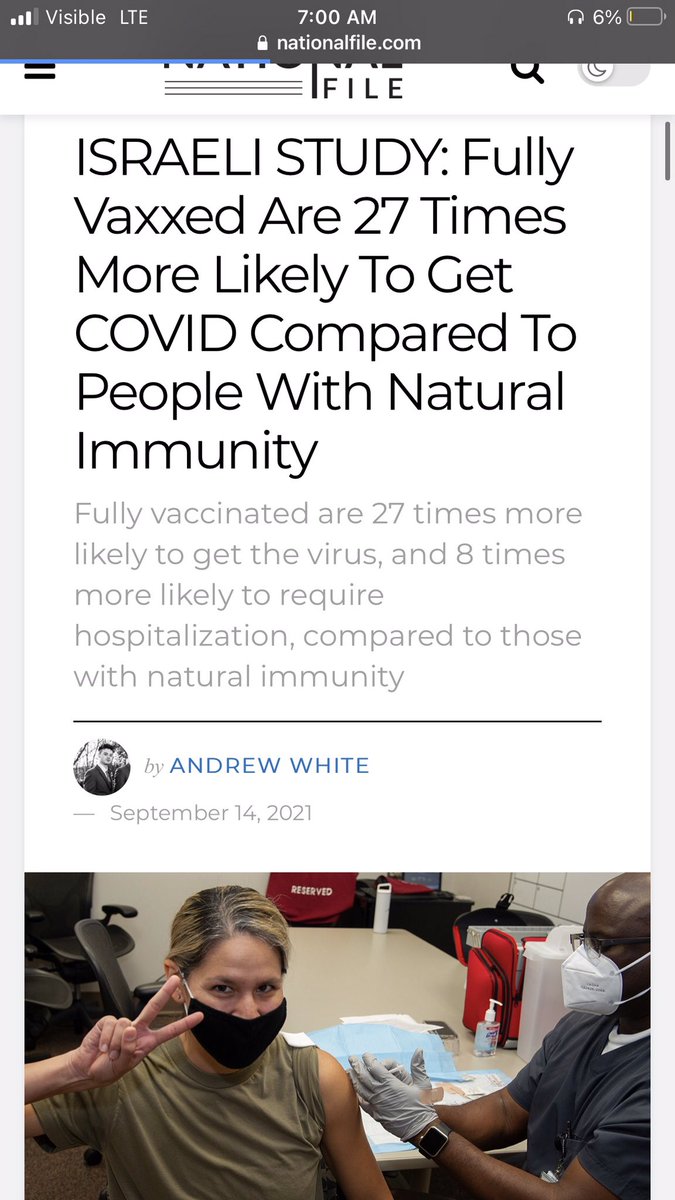 Visible LTE 7:00 AM 6%
nationalfile.com
NATIONAL
FILE
ISRAELI STUDY: Fully
Vaxxed Are 27 Times
More Likely To Get
COVID Compared To
People With Natural
Immunity
Fully vaccinated are 27 times more
likely to get the virus, and 8 times
more likely to require
hospitalization, compared to those
with natural immunity
by ANDREW WHITE
— September 14, 2021
RESERVED